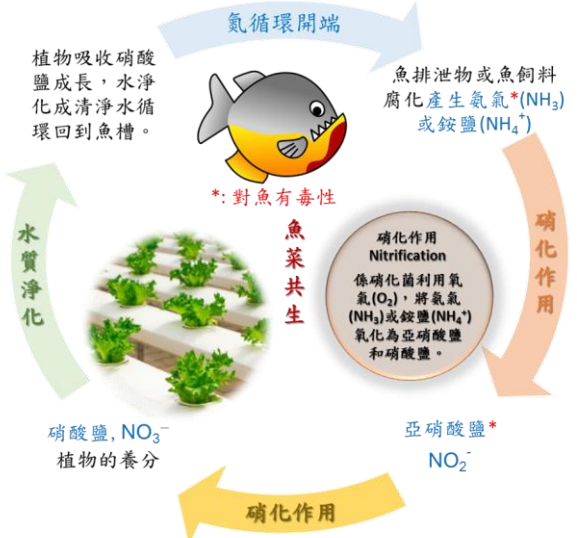 氮循環開端
植物吸收硝酸
鹽成長，水淨
化成清淨水循
環回到魚槽。
魚排泄物或魚飼料
腐化產生氨氣*(NH₃)
或銨鹽(NH₄⁺)
*: 對魚有毒性
魚菜共生
硝化作用
Nitrification
係硝化菌利用氧
氣(O₂)，將氨氣
(NH₃)或銨鹽(NH₄⁺)
氧化為亞硝酸鹽
和硝酸鹽。
硝化作用
亞硝酸鹽*
NO₂⁻
硝化作用
硝酸鹽, NO₃⁻
植物的養分
水質淨化